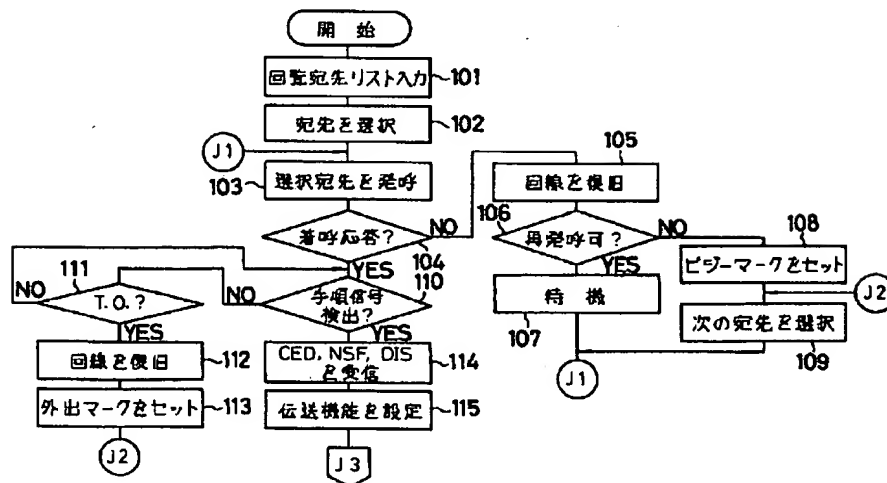 開始
回覧宛先リスト入力 101
宛先を選択 102
J1
103 選択宛先を発呼
着呼応答? NO
104
YES
105
回線を復旧
106 再発呼可? NO
YES
待機
107
J1
108
ビジーマークをセット
J2
次の宛先を選択
109
111
NO T.O.? NO
YES
手順信号
検出? 110
YES
回線を復旧 112
外出マークをセット 113
J2
CED, NSF, DIS
を受信 114
伝送機能を設定 115
J3